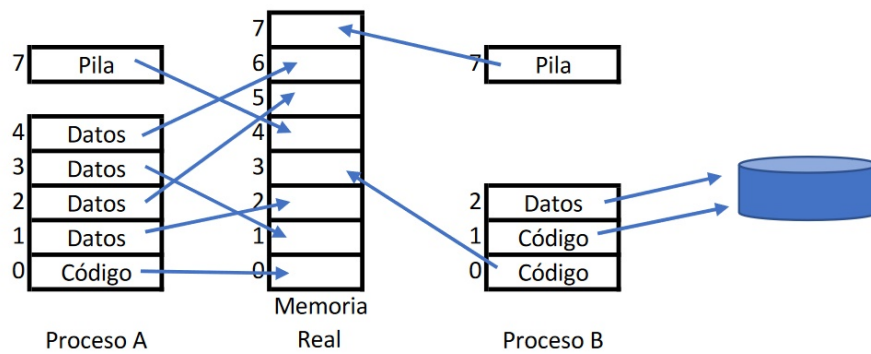 7 Pila
4 Datos
3 Datos
2 Datos
1 Datos
0 Código
Proceso A
7
6
5
4
3
2
1
0
Memoria
Real
7 Pila
2 Datos
1 Código
0 Código
Proceso B